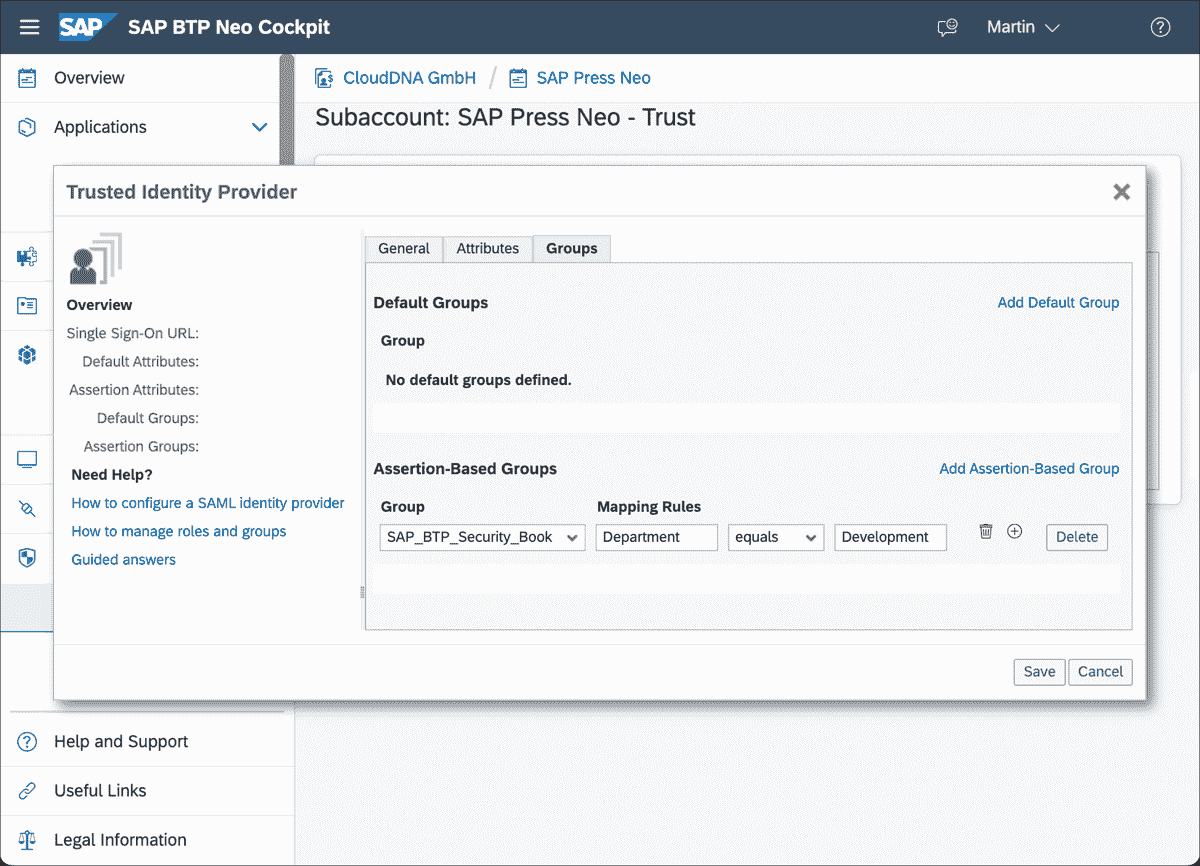 SAP SAP BTP Neo Cockpit
Martin
Overview
Applications
CloudDNA GmbH / SAP Press Neo
Subaccount: SAP Press Neo - Trust
Trusted Identity Provider
Overview
Single Sign-On URL:
Default Attributes:
Assertion Attributes:
Default Groups:
Assertion Groups:
Need Help?
How to configure a SAML identity provider
How to manage roles and groups
Guided answers
General Attributes Groups
Default Groups Add Default Group
Group
No default groups defined.
Assertion-Based Groups Add Assertion-Based Group
Group Mapping Rules
SAP_BTP_Security_Book Department equals Development Delete
Save Cancel
Help and Support
Useful Links
Legal Information